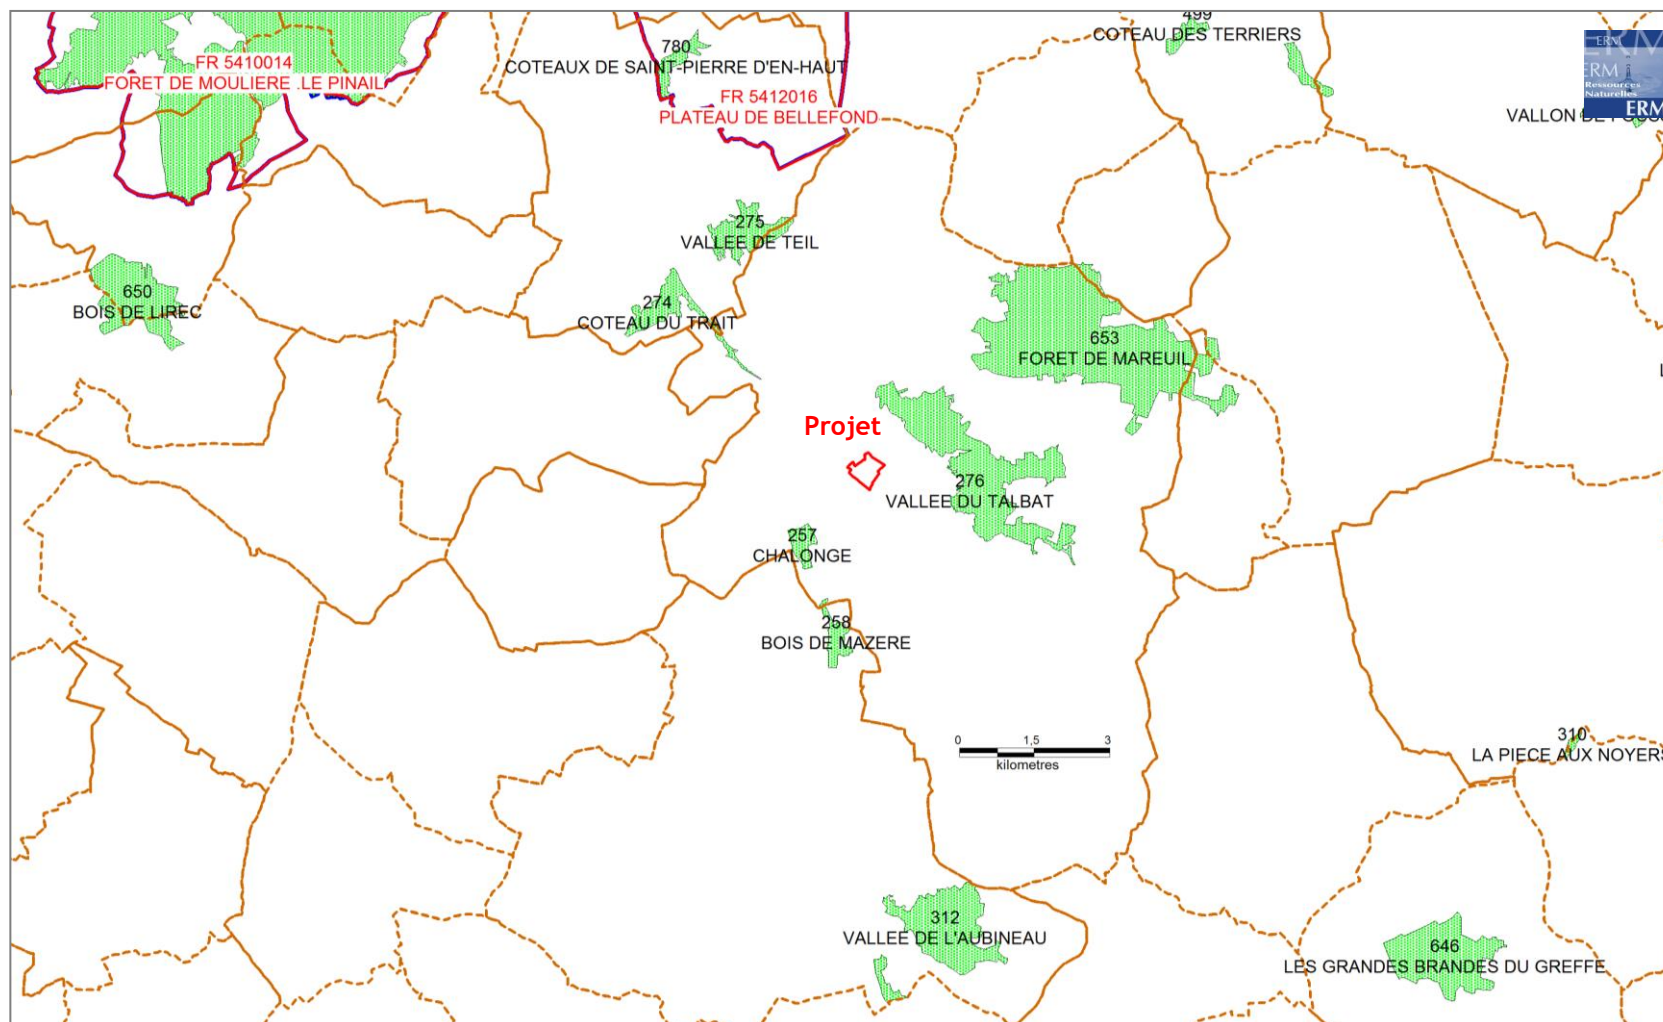 499
COTEAU DES TERRIERS
780
COTEAUX DE SAINT-PIERRE D'EN-HAUT
FR 5410014
FORET DE MOULIERE .LE PINAIL
FR 5412016
PLATEAU DE BELLEFOND
ERM
ERM
ERM
Ressources
Naturelles
ERM
VALLON DE
275
VALLEE DE TEIL
650
BOIS DE LIREC
274
COTEAU DU TRAIT
653
FORET DE MAREUIL
L
Projet
276
VALLEE DU TALBAT
257
CHALONGE
258
BOIS DE MAZERE
0 1,5 3
kilometres
310
LA PIECE AUX NOYERS
312
VALLEE DE L'AUBINEAU
646
LES GRANDES BRANDES DU GREFFE